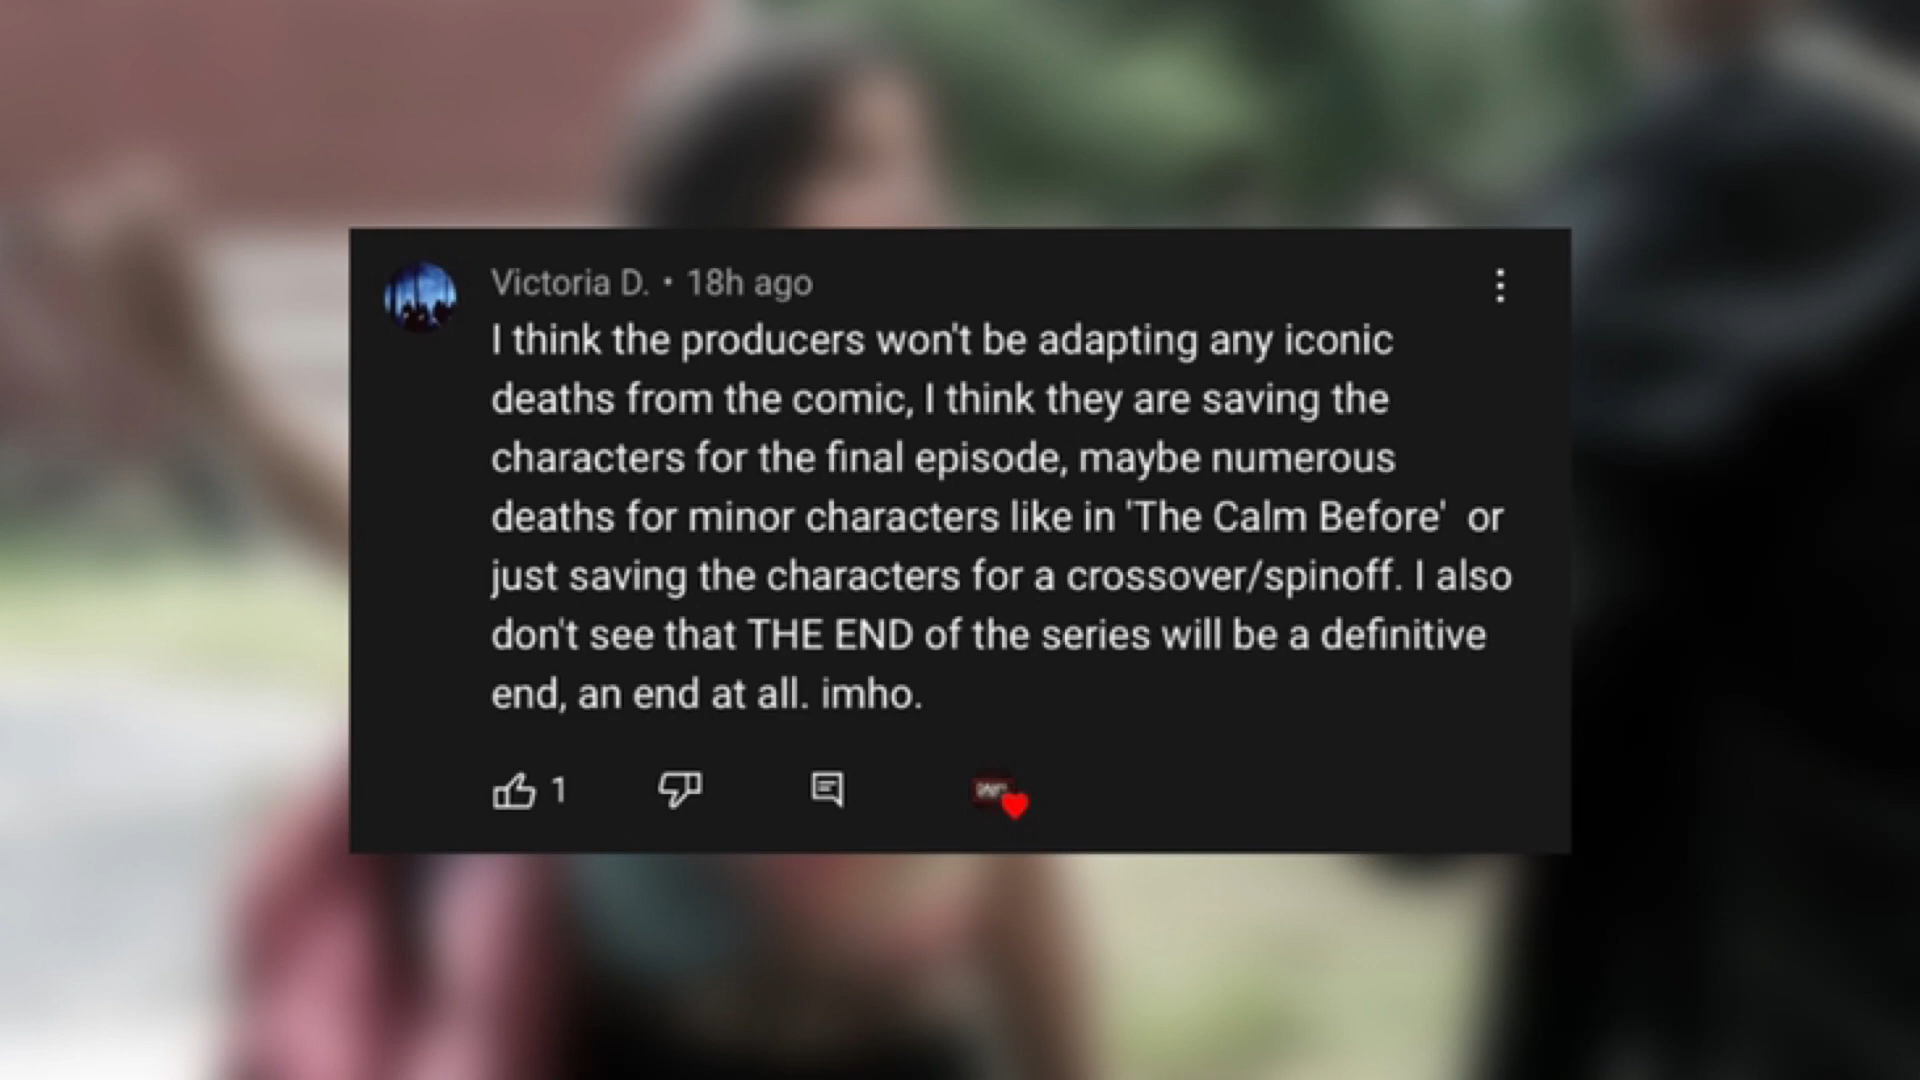 Victoria D. • 18h ago
I think the producers won't be adapting any iconic
deaths from the comic, I think they are saving the
characters for the final episode, maybe numerous
deaths for minor characters like in 'The Calm Before' or
just saving the characters for a crossover/spinoff. I also
don't see that THE END of the series will be a definitive
end, an end at all. imho.
1